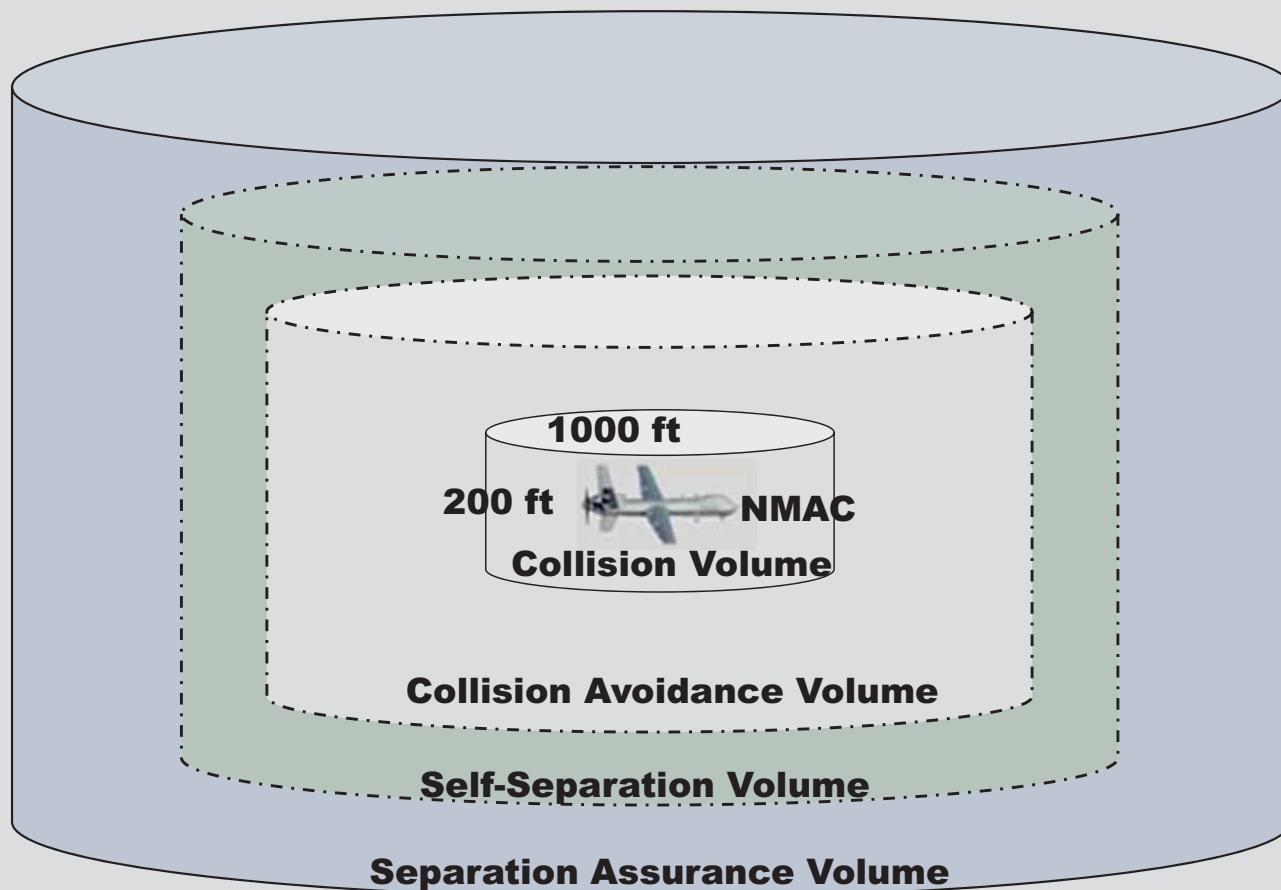 1000 ft
200 ft
NMAC
Collision Volume
Collision Avoidance Volume
Self-Separation Volume
Separation Assurance Volume